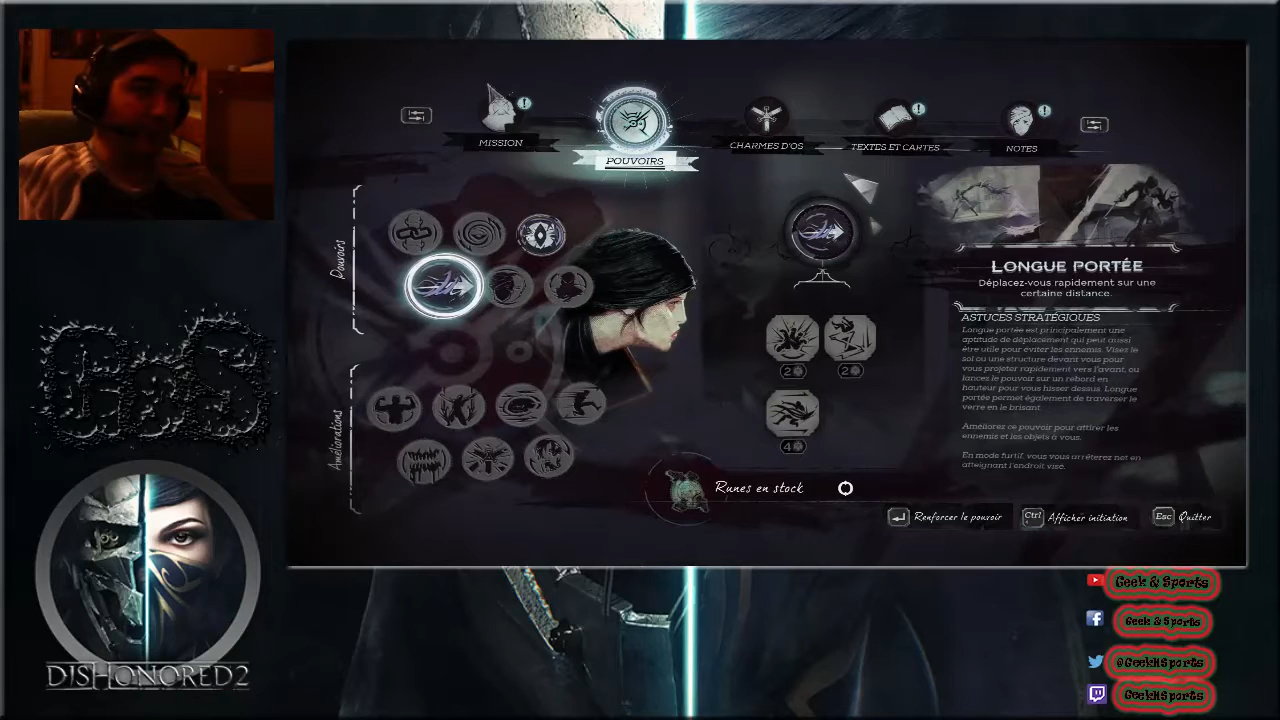 MISSION
POUVOIRS
CHARMES D'OS
TEXTES ET CARTES
NOTES
Pouvoirs
LONGUE PORTÉE
Déplacez-vous rapidement sur une
certaine distance.
ASTUCES STRATÉGIQUES
Longue portée est principalement une
aptitude de déplacement qui peut aussi
être utile pour éviter les ennemis. Visez le
sol ou une structure devant vous pour
vous projeter rapidement vers l'avant, ou
lancez le pouvoir sur un rebord en
hauteur pour vous hisser dessus. Longue
portée permet également de traverser le
verre en le brisant.
Améliorez ce pouvoir pour attirer les
ennemis et les objets à vous.
En mode furtif, vous vous arrêterez net en
atteignant l'endroit visé.
2
2
4
Améliorations
Runes en stock
0
Renforcer le pouvoir
Ctrl
Afficher initiation
Esc
Quitter
G&S
DISHONORED 2
Geek & Sports
Geek & Sports
@GeekNSports
GeekNSports